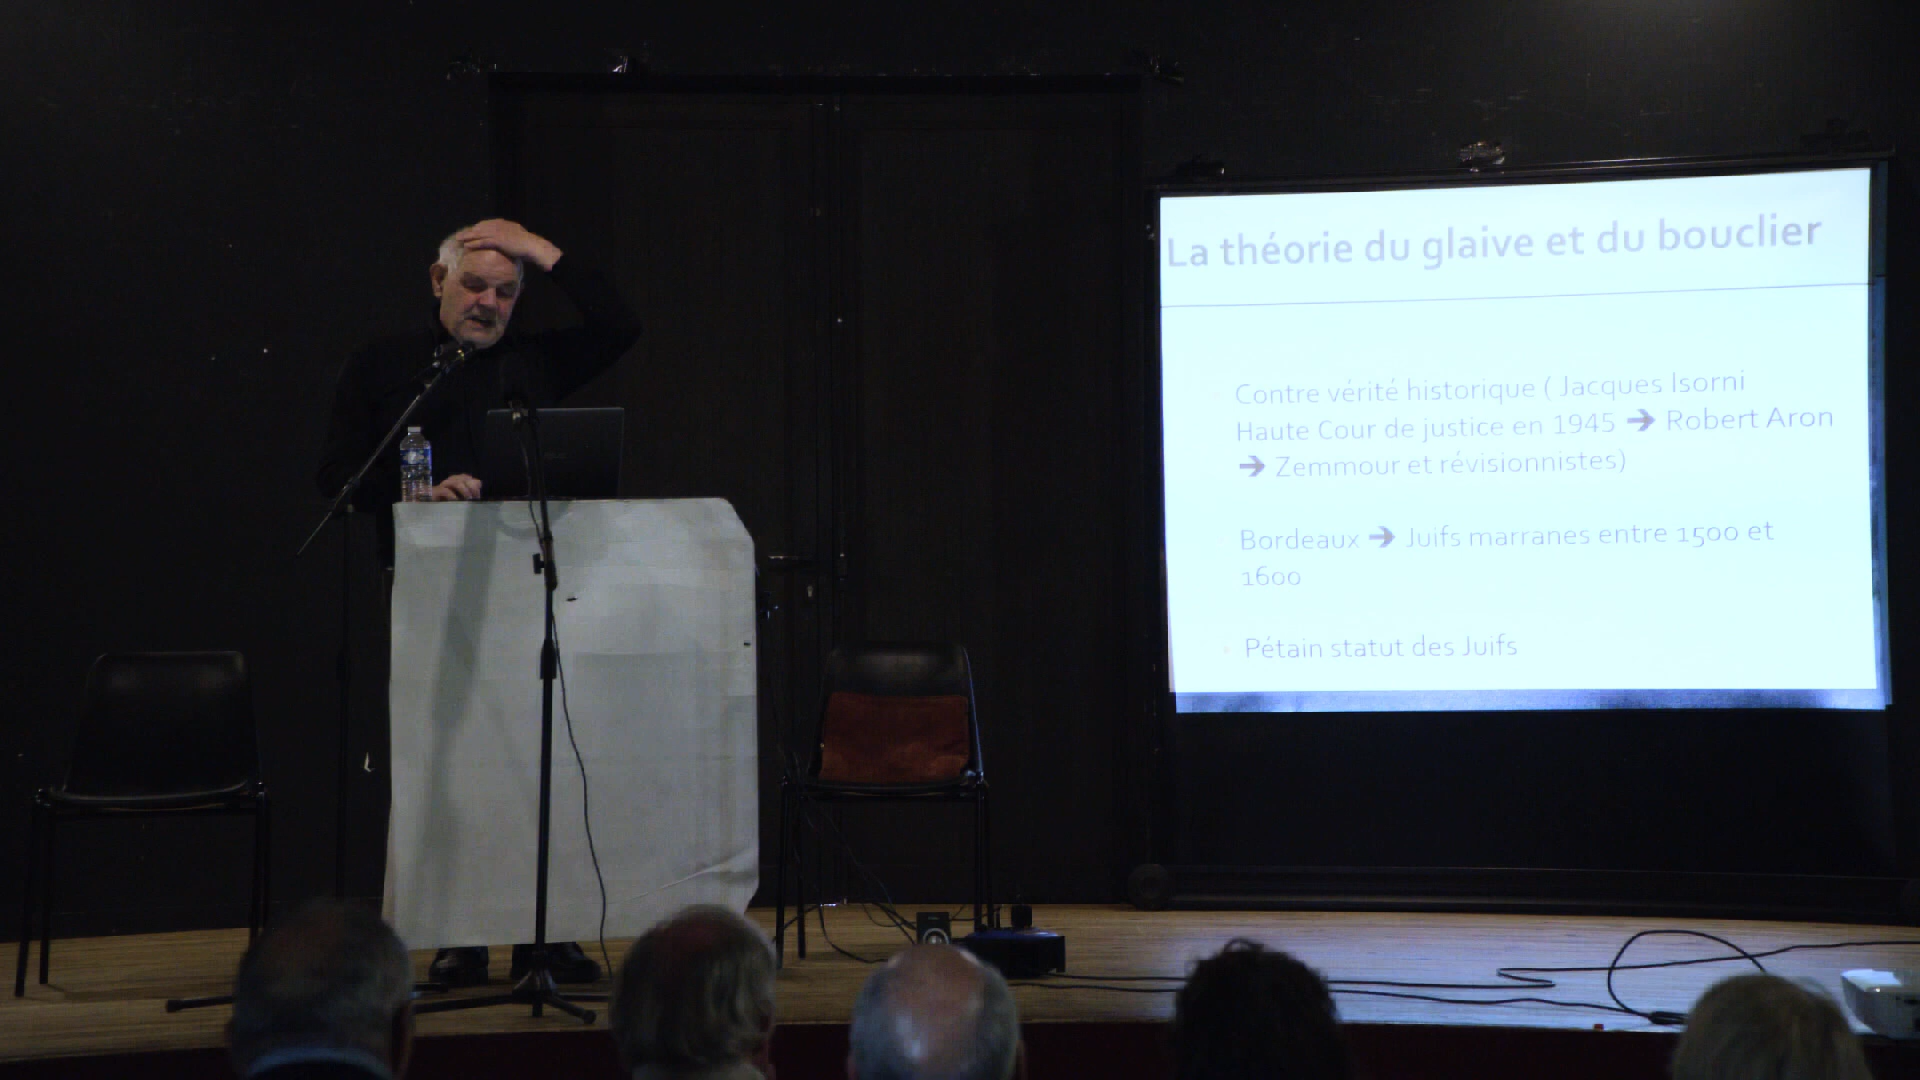 La théorie du glaive et du bouclier
Contre vérité historique ( Jacques Isorni
Haute Cour de justice en 1945 → Robert Aron
→ Zemmour et révisionnistes)
Bordeaux → Juifs marranes entre 1500 et
1600
Pétain statut des Juifs